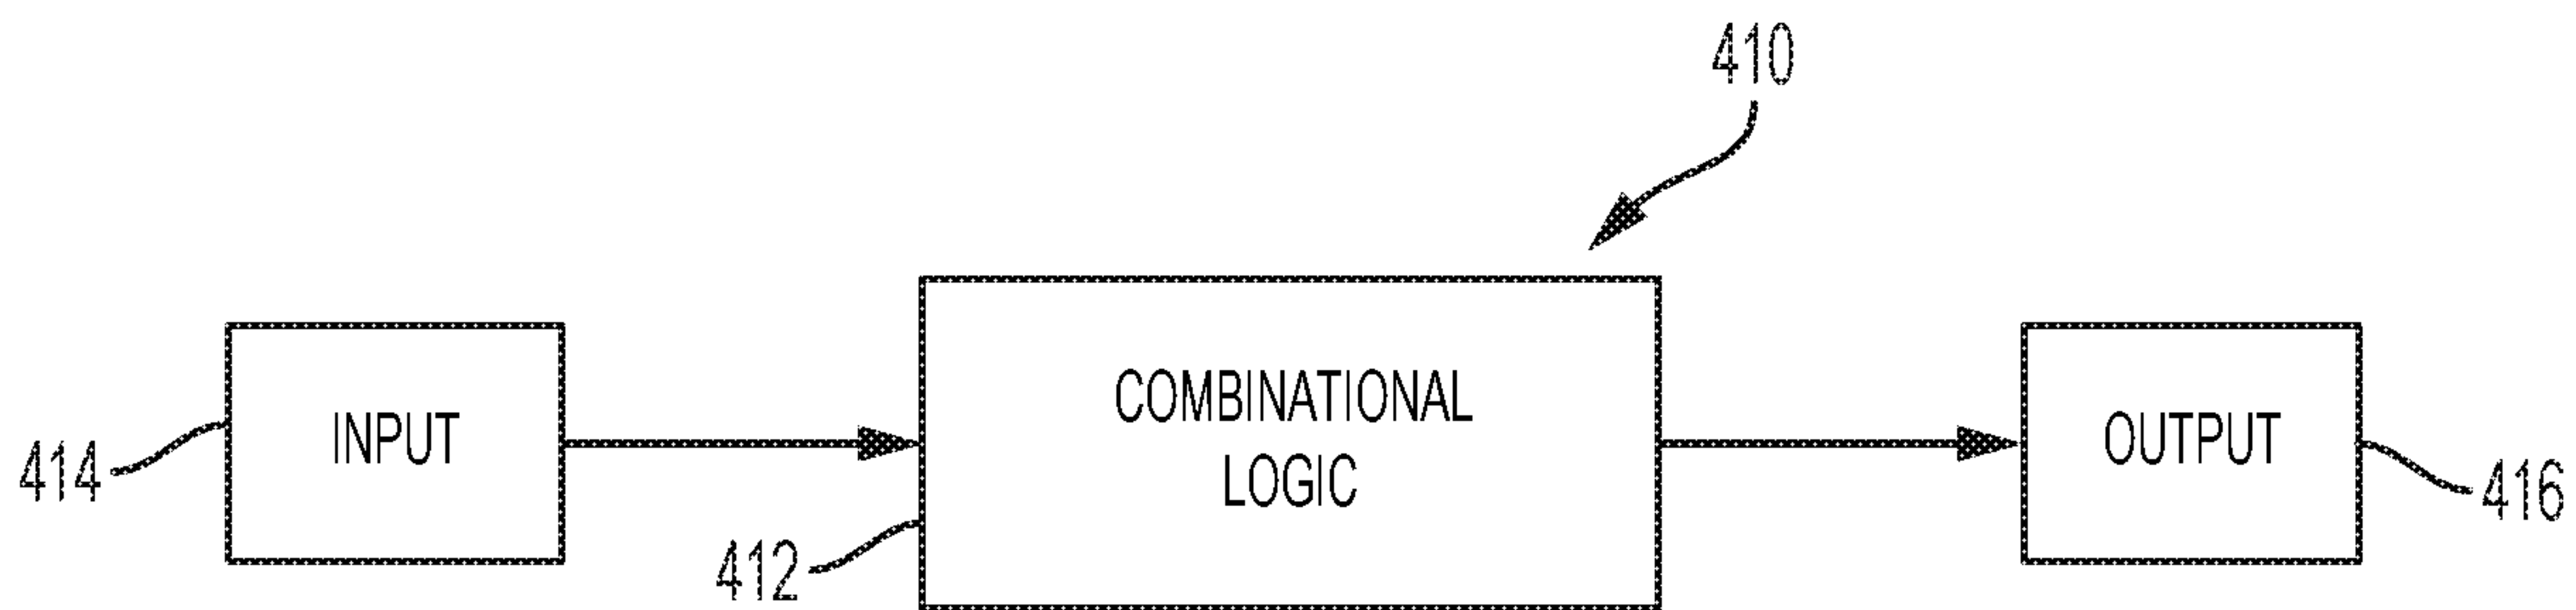 410
INPUT
COMBINATIONAL
LOGIC
OUTPUT
414
412
416